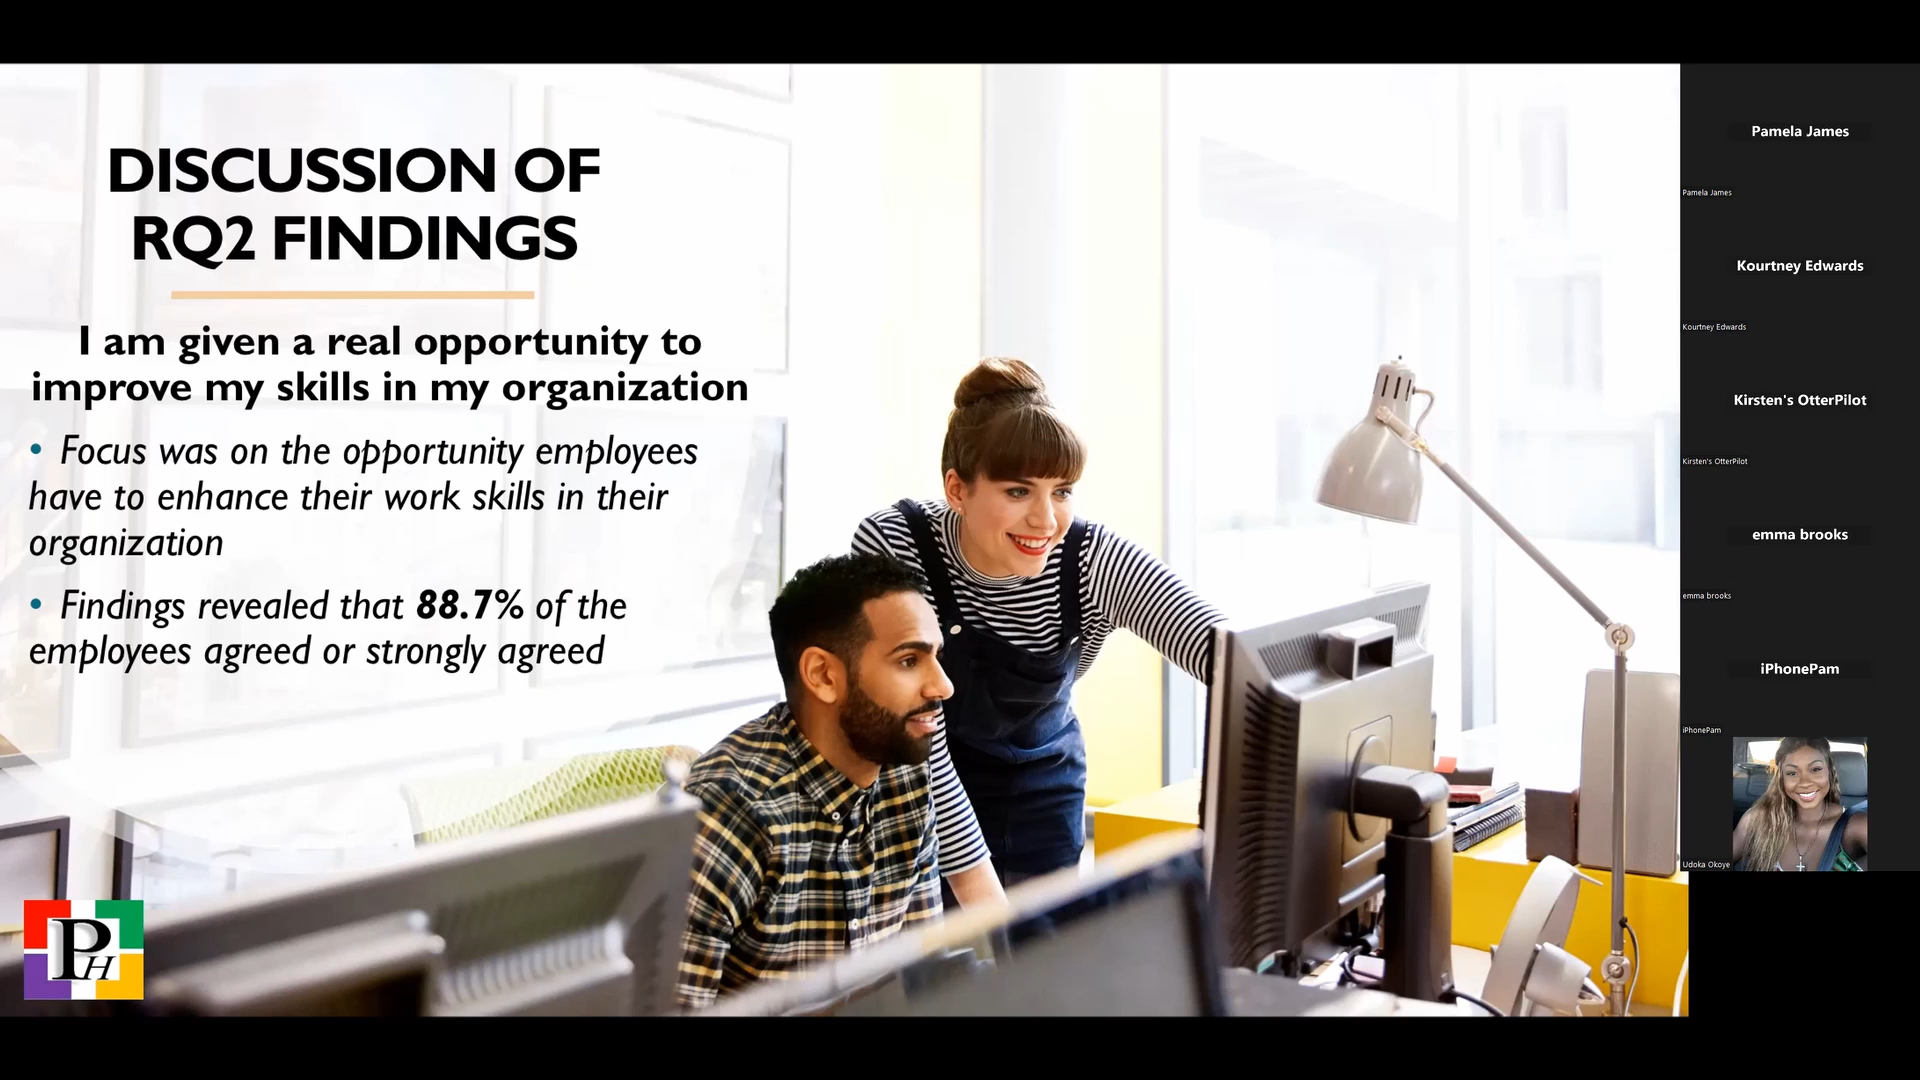 DISCUSSION OF
RQ2 FINDINGS
I am given a real opportunity to
improve my skills in my organization
• Focus was on the opportunity employees
have to enhance their work skills in their
organization
• Findings revealed that 88.7% of the
employees agreed or strongly agreed
PH
Pamela James
Pamela James
Kourtney Edwards
Kourtney Edwards
Kirsten's OtterPilot
Kirsten's OtterPilot
emma brooks
emma brooks
iPhonePam
iPhonePam
Udoka Okoye